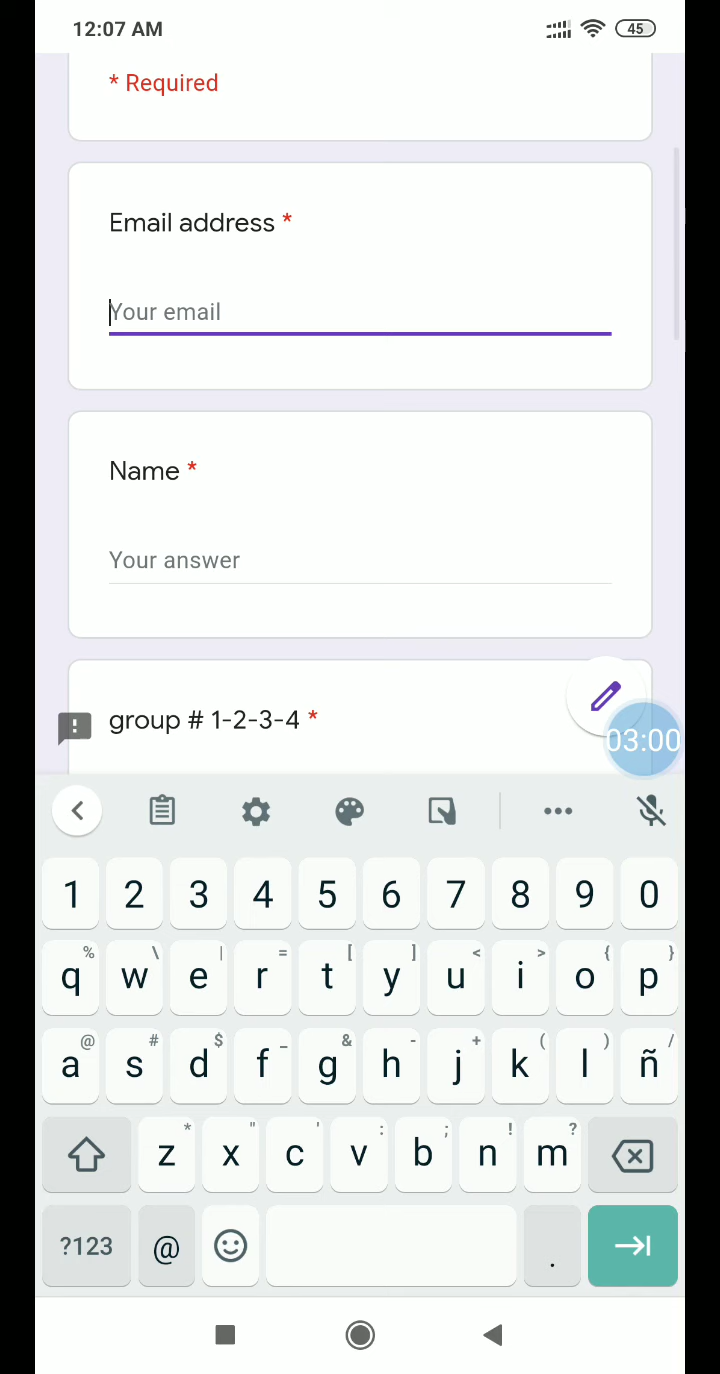 12:07 AM
45
* Required
Email address *
Your email
Name *
Your answer
group # 1-2-3-4 *
03:00
1 2 3 4 5 6 7 8 9 0
% \ | = [ ] < > { }
q w e r t y u i o p
@ # $ _ & - + ( ) /
a s d f g h j k l ñ
* " ' : ; ! ?
z x c v b n m
?123 @ .